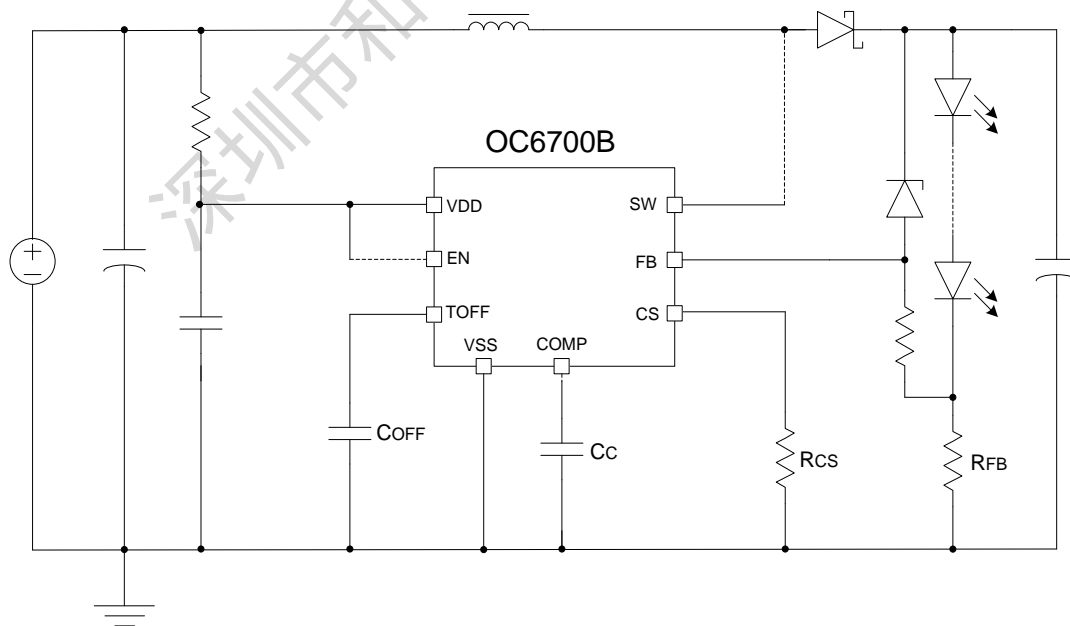 深圳市和
OC6700B
VDD
SW
EN
FB
TOFF
CS
VSS
COMP
COFF
CC
RCS
RFB